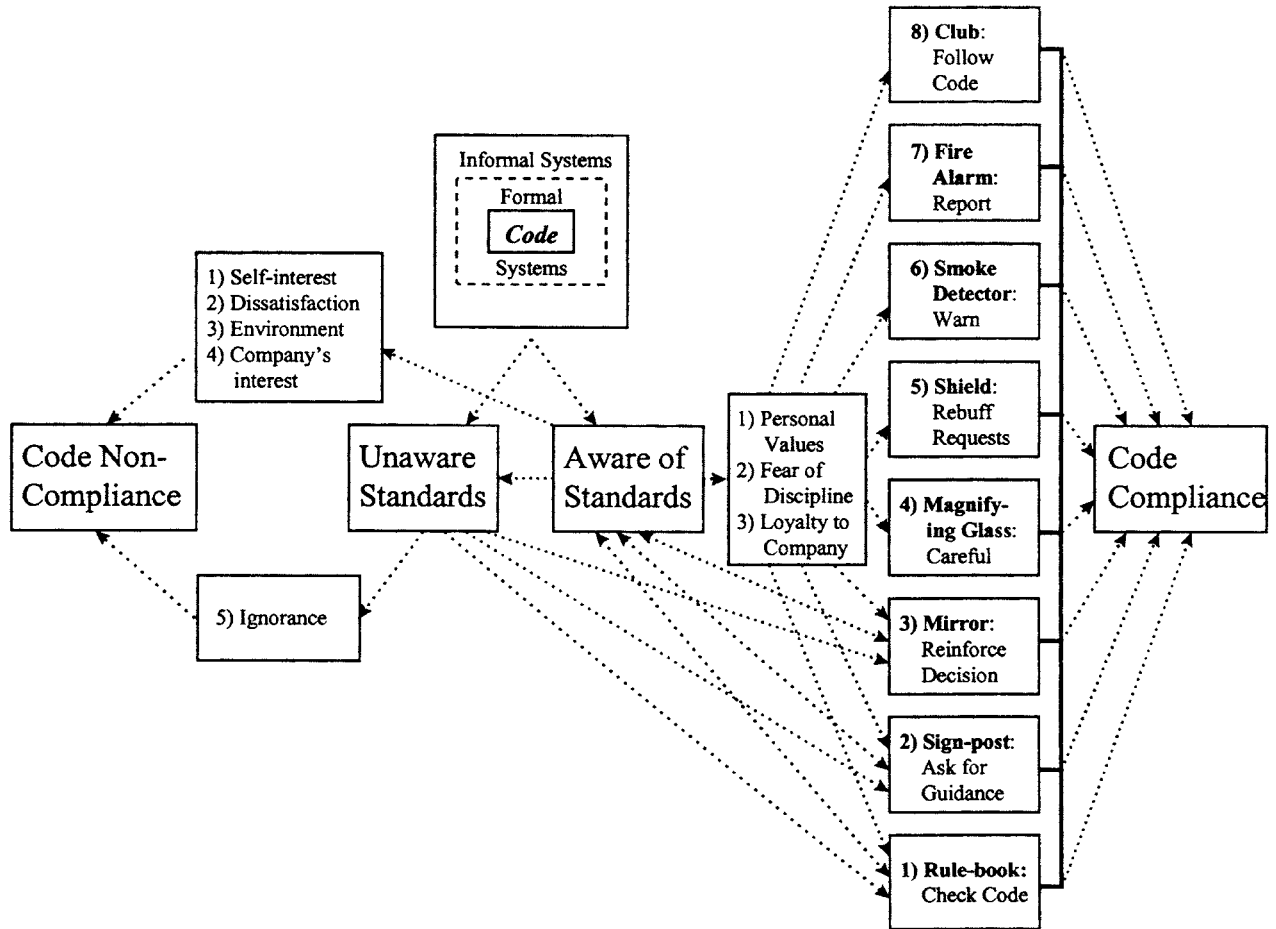 Informal Systems
Formal
Code
Systems
1) Self-interest
2) Dissatisfaction
3) Environment
4) Company's
interest
Code Non-
Compliance
5) Ignorance
Unaware
Standards
Aware of
Standards
1) Personal
Values
2) Fear of
Discipline
3) Loyalty to
Company
8) Club:
Follow
Code
7) Fire
Alarm:
Report
6) Smoke
Detector:
Warn
5) Shield:
Rebuff
Requests
4) Magnify-
ing Glass:
Careful
3) Mirror:
Reinforce
Decision
2) Sign-post:
Ask for
Guidance
1) Rule-book:
Check Code
Code
Compliance